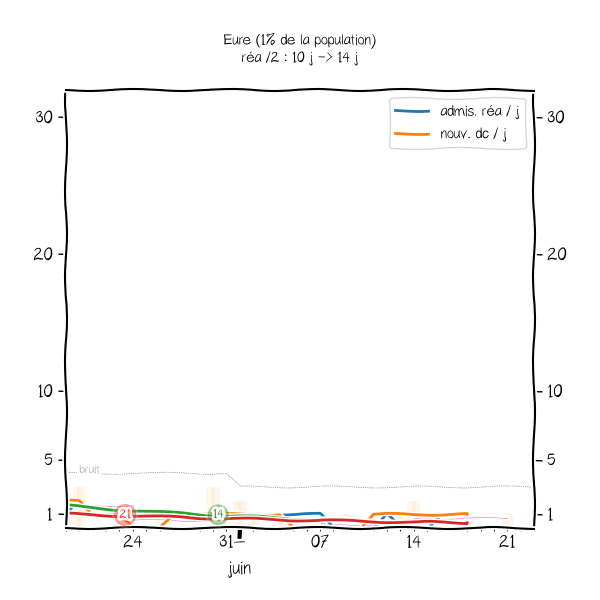 Eure (1% de la population)
réa /2 : 10 j -> 14 j
admis. réa / j
nouv. dc / j
30
30
20
20
10
10
5
5
bruit
1
21
14
1
24
31
07
14
21
juin